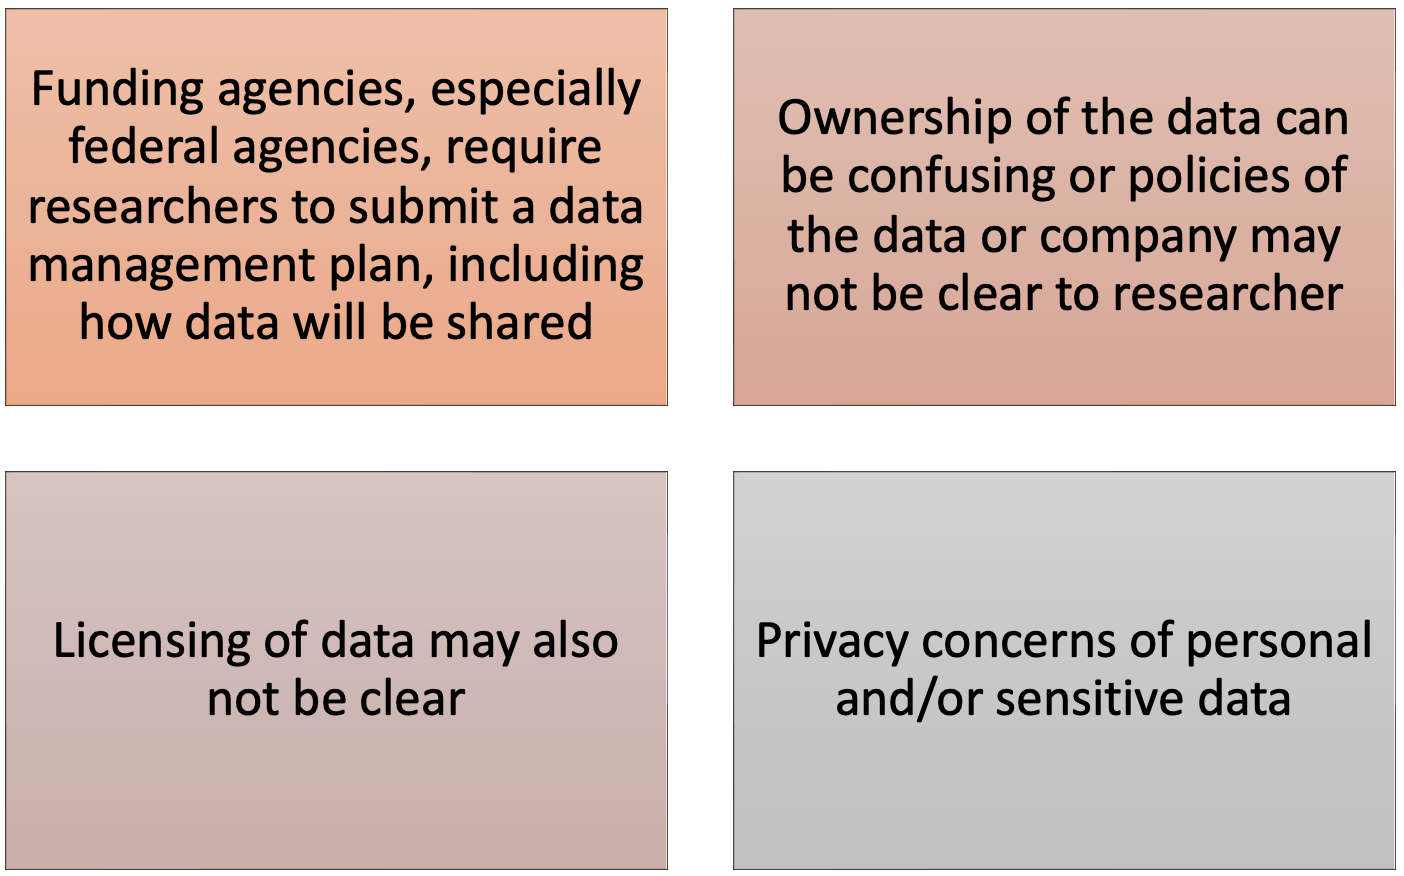 Funding agencies, especially
federal agencies, require
researchers to submit a data
management plan, including
how data will be shared
Ownership of the data can
be confusing or policies of
the data or company may
not be clear to researcher
Licensing of data may also
not be clear
Privacy concerns of personal
and/or sensitive data